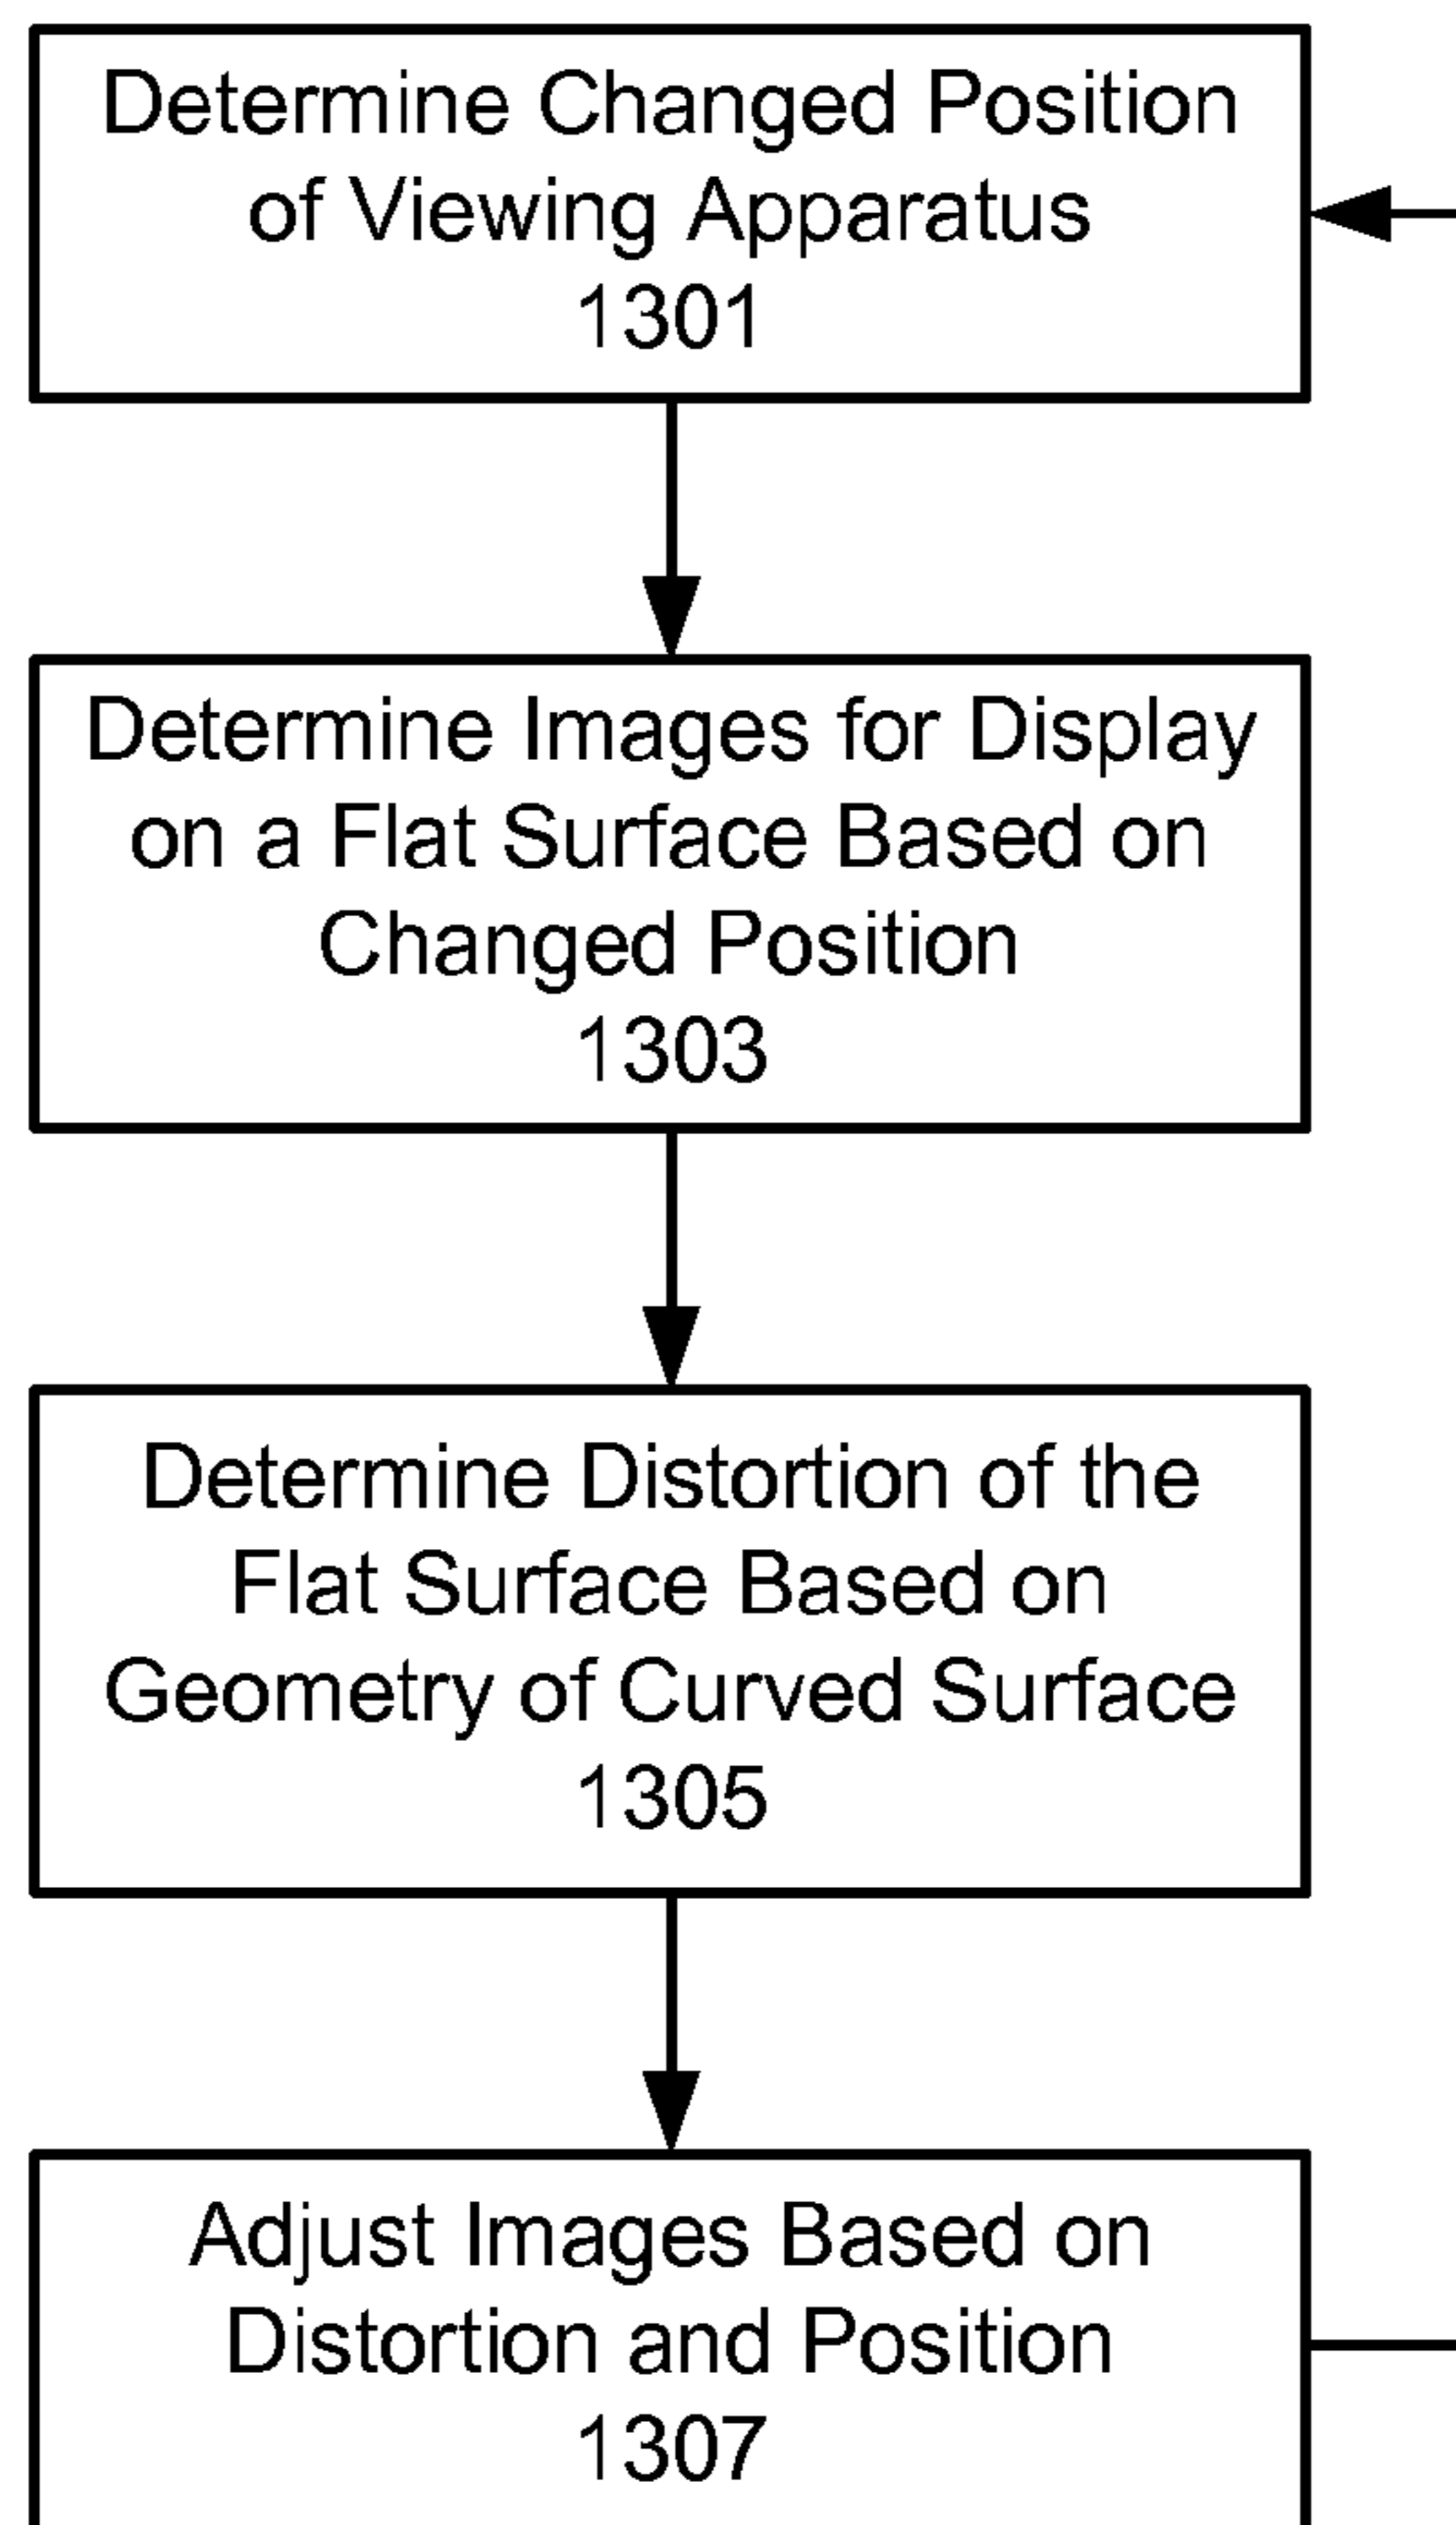 Determine Changed Position
of Viewing Apparatus
1301
Determine Images for Display
on a Flat Surface Based on
Changed Position
1303
Determine Distortion of the
Flat Surface Based on
Geometry of Curved Surface
1305
Adjust Images Based on
Distortion and Position
1307